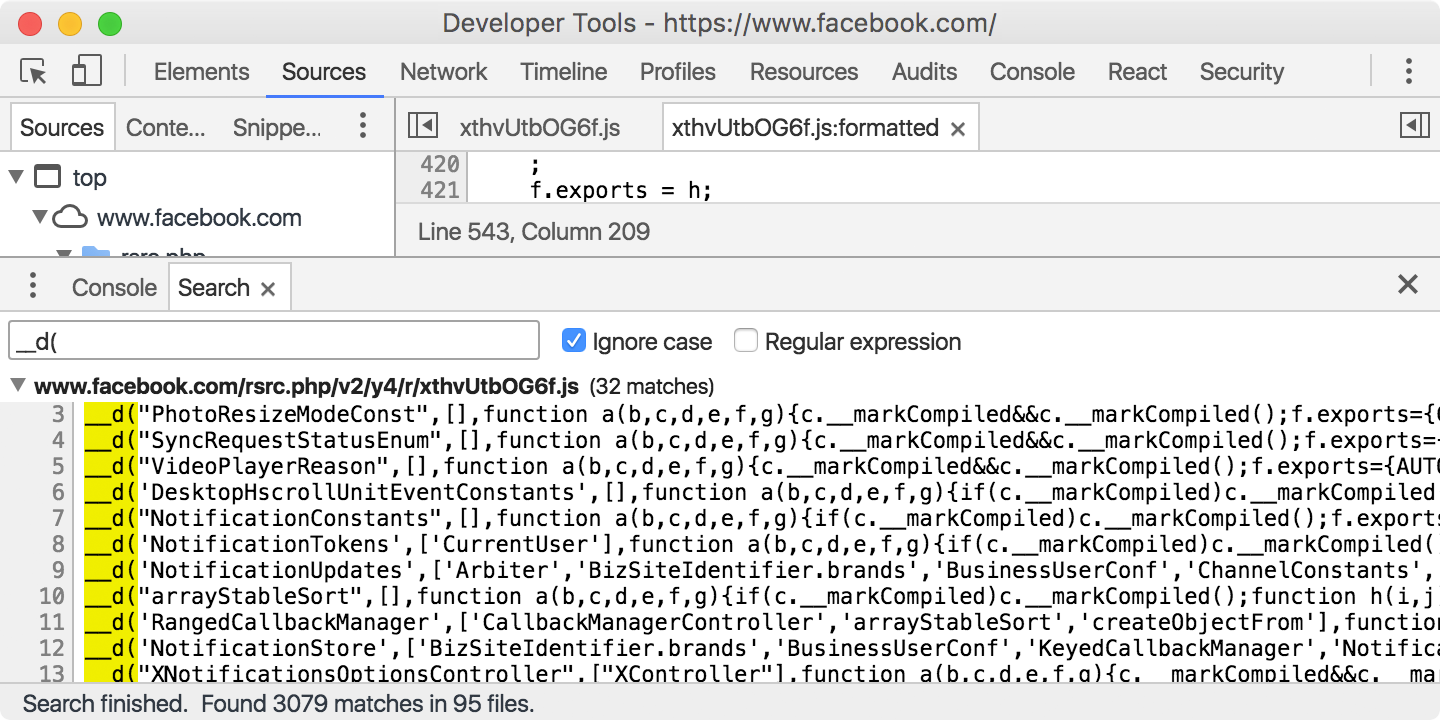 Developer Tools - https://www.facebook.com/
Elements Sources Network Timeline Profiles Resources Audits Console React Security
Sources Conte... Snippe... xthvUtbOG6f.js xthvUtbOG6f.js:formatted
420 ;
top
421 f.exports = h;
www.facebook.com
Line 543, Column 209
rsrc.php
Console Search
__d( Ignore case Regular expression
www.facebook.com/rsrc.php/v2/y4/r/xthvUtbOG6f.js (32 matches)
3 __d("PhotoResizeModeConst",[],function a(b,c,d,e,f,g){c.__markCompiled&&c.__markCompiled();f.exports={
4 __d("SyncRequestStatusEnum",[],function a(b,c,d,e,f,g){c.__markCompiled&&c.__markCompiled();f.exports=
5 __d("VideoPlayerReason",[],function a(b,c,d,e,f,g){c.__markCompiled&&c.__markCompiled();f.exports={AUTO
6 __d('DesktopHscrollUnitEventConstants',[],function a(b,c,d,e,f,g){if(c.__markCompiled)c.__markCompiled
7 __d("NotificationConstants",[],function a(b,c,d,e,f,g){if(c.__markCompiled)c.__markCompiled();f.exports
8 __d('NotificationTokens',['CurrentUser'],function a(b,c,d,e,f,g){if(c.__markCompiled)c.__markCompiled(
9 __d('NotificationUpdates',['Arbiter','BizSiteIdentifier.brands','BusinessUserConf','ChannelConstants',
10 __d("arrayStableSort",[],function a(b,c,d,e,f,g){if(c.__markCompiled)c.__markCompiled();function h(i,j
11 __d('RangedCallbackManager',['CallbackManagerController','arrayStableSort','createObjectFrom'],function
12 __d('NotificationStore',['BizSiteIdentifier.brands','BusinessUserConf','KeyedCallbackManager','Notifica
13 __d("XNotificationsOptionsController",["XController"],function a(b,c,d,e,f,g){c.__markCompiled&&c.__ma
Search finished. Found 3079 matches in 95 files.